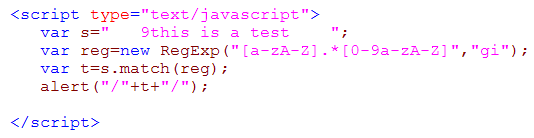 <script type="text/javascript">
    var s="   9this is a test    ";
    var reg=new RegExp("[a-zA-Z].*[0-9a-zA-Z]","gi");
    var t=s.match(reg);
    alert("/"+t+"/");
</script>